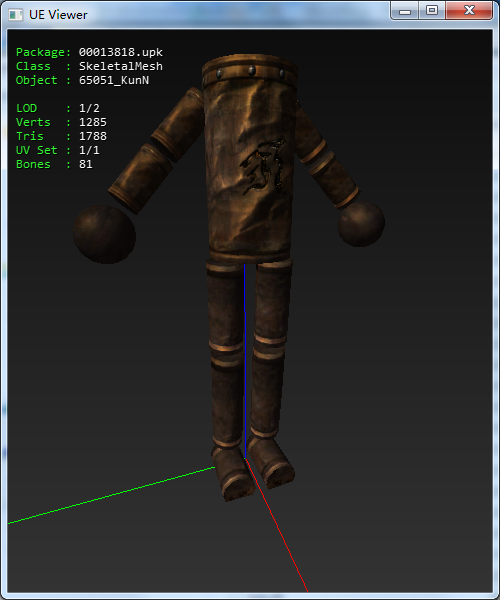 UE Viewer
Package: 00013818.upk
Class : SkeletalMesh
Object : 65051_KunN
LOD : 1/2
Verts : 1285
Tris : 1788
UV Set : 1/1
Bones : 81